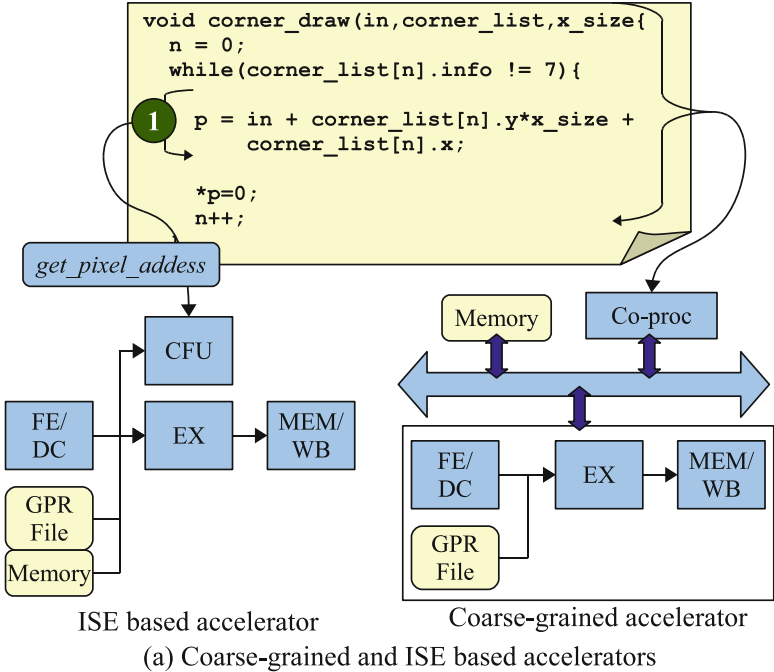 void corner_draw(in,corner_list,x_size{
n = 0;
while(corner_list[n].info != 7){
1
p = in + corner_list[n].y*x_size +
corner_list[n].x;
*p=0;
n++;
get_pixel_addess
Memory
Co-proc
CFU
FE/
DC
EX
MEM/
WB
GPR
File
Memory
FE/
DC
EX
MEM/
WB
GPR
File
ISE based accelerator
Coarse-grained accelerator
(a) Coarse-grained and ISE based accelerators